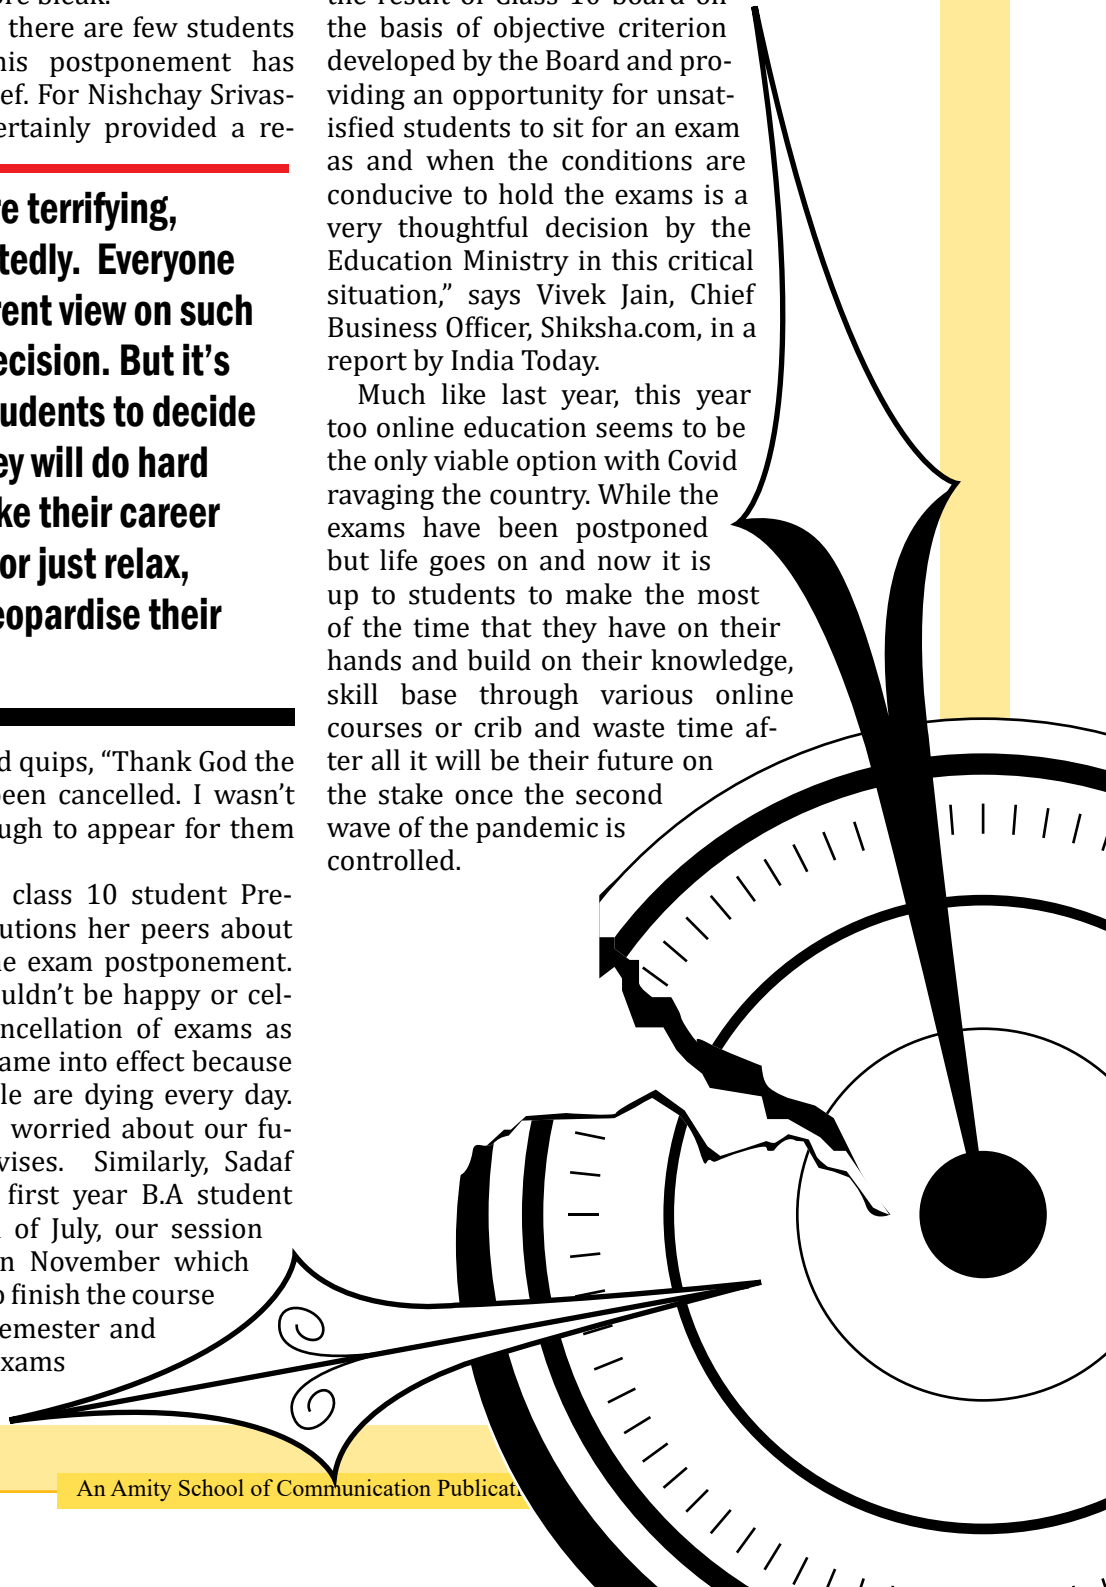 there are few students
his postponement has
ef. For Nishchay Srivas-
ertainly provided a re-
e terrifying,
tedly. Everyone
rent view on such
ecision. But it’s
udents to decide
ey will do hard
ke their career
or just relax,
eopardise their
d quips, “Thank God the
been cancelled. I wasn’t
ugh to appear for them
class 10 student Pre-
utions her peers about
he exam postponement.
uldn’t be happy or cel-
ncellation of exams as
ame into effect because
le are dying every day.
worried about our fu-
vises. Similarly, Sadaf
first year B.A student
of July, our session
n November which
o finish the course
emester and
xams
the result of Class 10 board on
the basis of objective criterion
developed by the Board and pro-
viding an opportunity for unsat-
isfied students to sit for an exam
as and when the conditions are
conducive to hold the exams is a
very thoughtful decision by the
Education Ministry in this critical
situation,” says Vivek Jain, Chief
Business Officer, Shiksha.com, in a
report by India Today.
Much like last year, this year
too online education seems to be
the only viable option with Covid
ravaging the country. While the
exams have been postponed
but life goes on and now it is
up to students to make the most
of the time that they have on their
hands and build on their knowledge,
skill base through various online
courses or crib and waste time af-
ter all it will be their future on
the stake once the second
wave of the pandemic is
controlled.
An Amity School of Communication Publicati